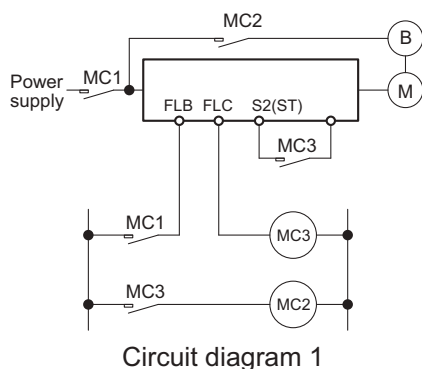 MC2
B
Power
supply
MC1
M
FLB FLC S2(ST)
MC3
MC1
MC3
MC3
MC2
Circuit diagram 1